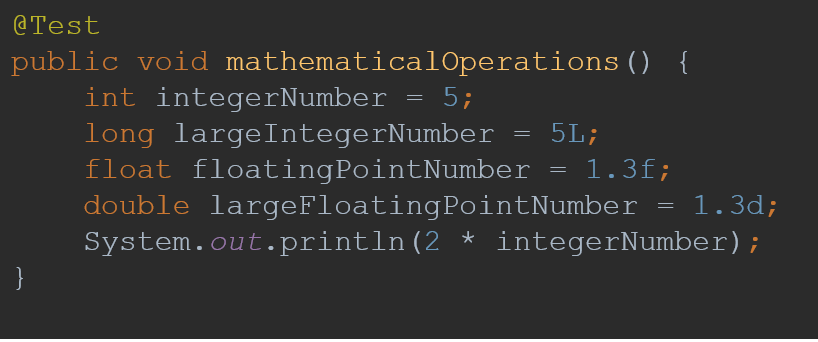 @Test
public void mathematicalOperations() {
    int integerNumber = 5;
    long largeIntegerNumber = 5L;
    float floatingPointNumber = 1.3f;
    double largeFloatingPointNumber = 1.3d;
    System.out.println(2 * integerNumber);
}